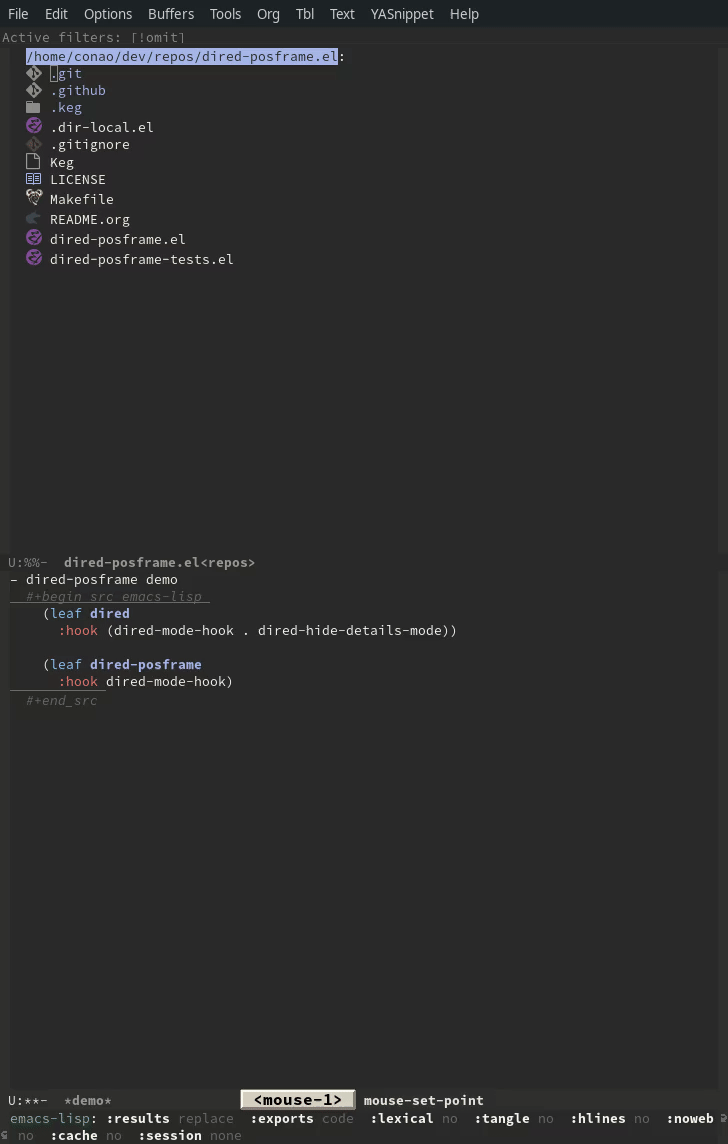 File Edit Options Buffers Tools Org Tbl Text YASnippet Help
Active filters: [!omit]
/home/conao/dev/repos/dired-posframe.el:
.git
.github
.keg
.dir-local.el
.gitignore
Keg
LICENSE
Makefile
README.org
dired-posframe.el
dired-posframe-tests.el
U:%%- dired-posframe.el<repos>
- dired-posframe demo
#+begin_src emacs-lisp
(leaf dired
:hook (dired-mode-hook . dired-hide-details-mode))
(leaf dired-posframe
:hook dired-mode-hook)
#+end_src
U:**- *demo* <mouse-1> mouse-set-point
emacs-lisp: :results replace :exports code :lexical no :tangle no :hlines no :noweb
no :cache no :session none